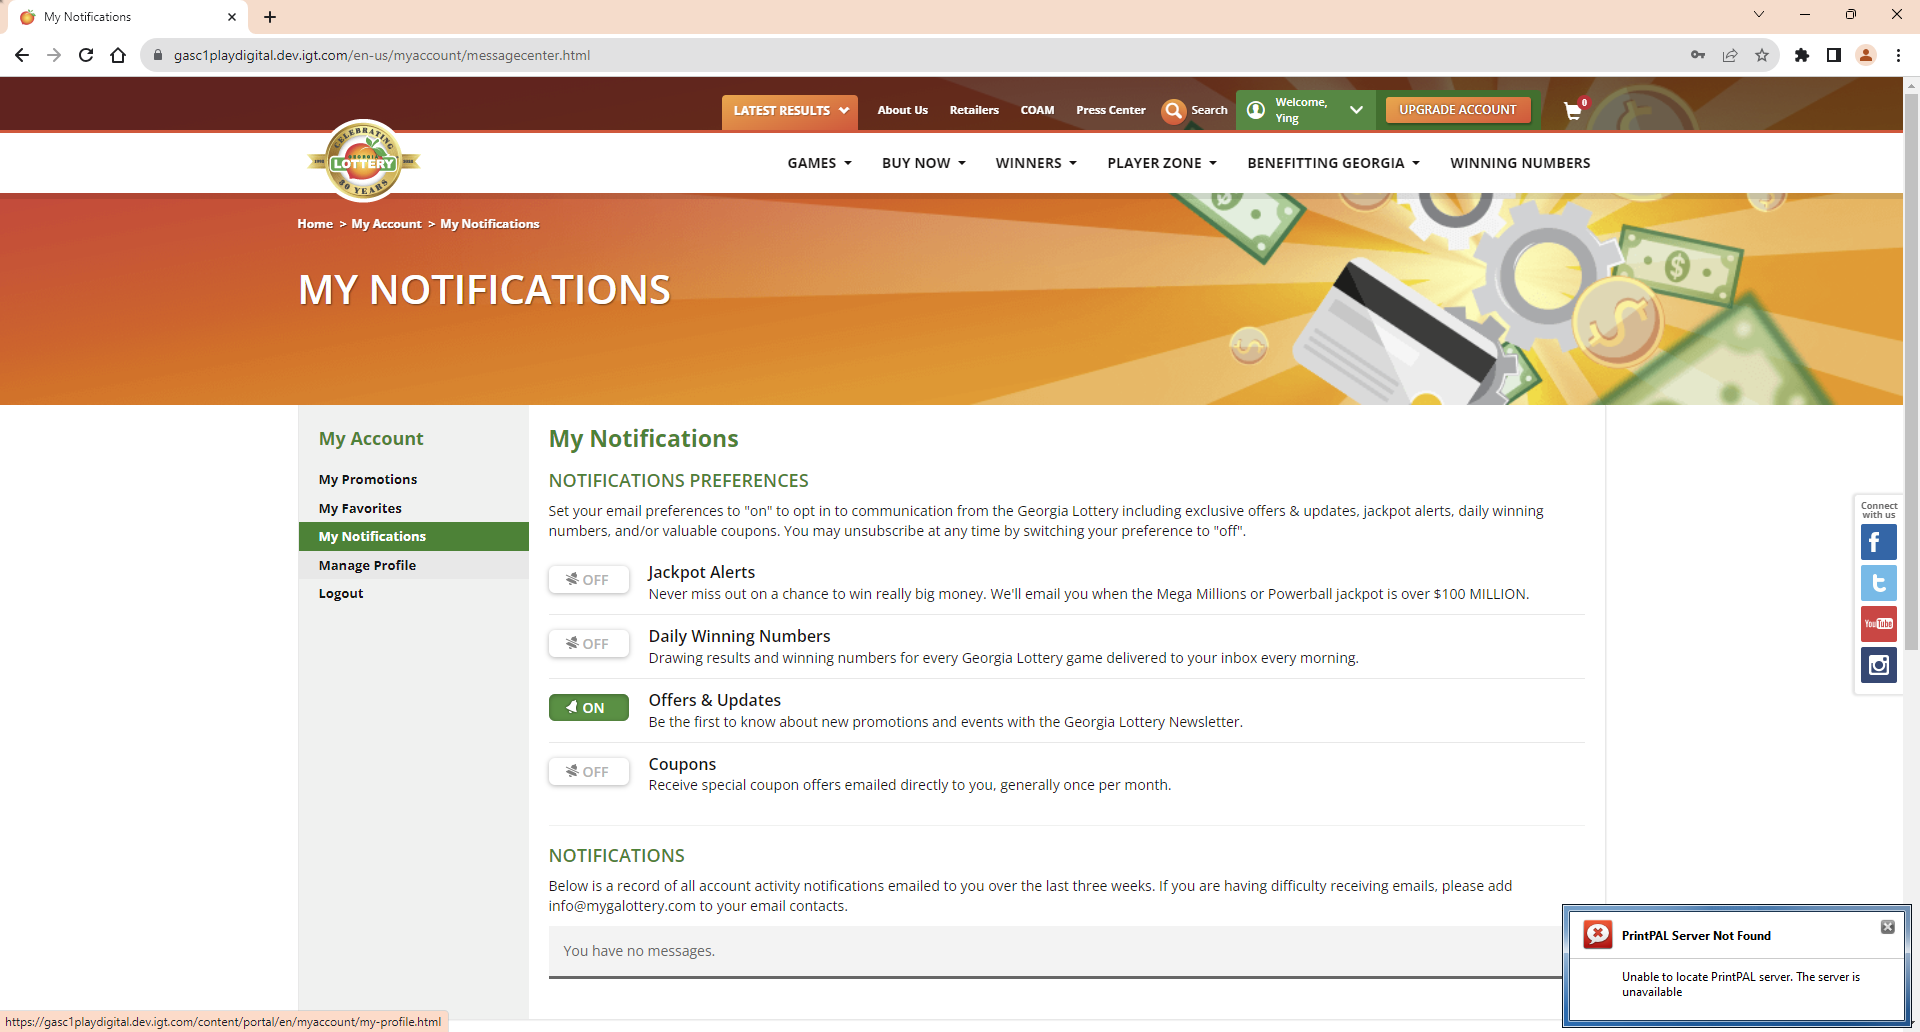 My Notifications
gasc1playdigital.dev.igt.com/en-us/myaccount/messagecenter.html
LATEST RESULTS
About Us
Retailers
COAM
Press Center
Search
Welcome,
Ying
UPGRADE ACCOUNT
0
CELEBRATING
GEORGIA
LOTTERY
30 YEARS
GAMES
BUY NOW
WINNERS
PLAYER ZONE
BENEFITTING GEORGIA
WINNING NUMBERS
Home > My Account > My Notifications
MY NOTIFICATIONS
My Account
My Promotions
My Favorites
My Notifications
Manage Profile
Logout
My Notifications
NOTIFICATIONS PREFERENCES
Set your email preferences to "on" to opt in to communication from the Georgia Lottery including exclusive offers & updates, jackpot alerts, daily winning
numbers, and/or valuable coupons. You may unsubscribe at any time by switching your preference to "off".
OFF
Jackpot Alerts
Never miss out on a chance to win really big money. We'll email you when the Mega Millions or Powerball jackpot is over $100 MILLION.
OFF
Daily Winning Numbers
Drawing results and winning numbers for every Georgia Lottery game delivered to your inbox every morning.
ON
Offers & Updates
Be the first to know about new promotions and events with the Georgia Lottery Newsletter.
OFF
Coupons
Receive special coupon offers emailed directly to you, generally once per month.
NOTIFICATIONS
Below is a record of all account activity notifications emailed to you over the last three weeks. If you are having difficulty receiving emails, please add
info@mygalottery.com to your email contacts.
You have no messages.
Connect
with us
f
t
YouTube
PrintPAL Server Not Found
Unable to locate PrintPAL server. The server is
unavailable
https://gasc1playdigital.dev.igt.com/content/portal/en/myaccount/my-profile.html